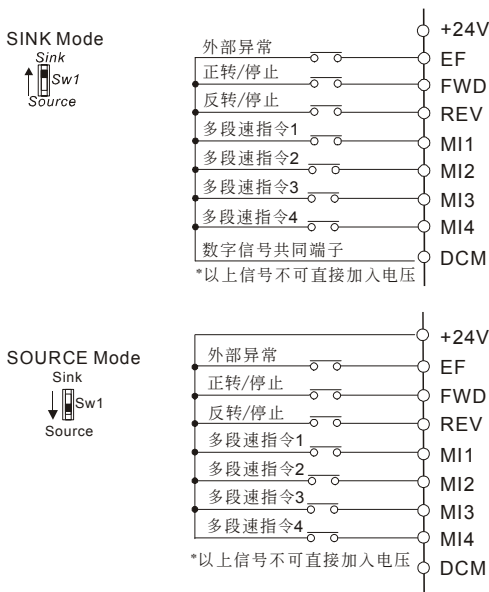 SINK Mode
Sink
Sw1
Source
+24V
外部异常 EF
正转/停止 FWD
反转/停止 REV
多段速指令1 MI1
多段速指令2 MI2
多段速指令3 MI3
多段速指令4 MI4
数字信号共同端子 DCM
*以上信号不可直接加入电压
SOURCE Mode
Sink
Sw1
Source
+24V
外部异常 EF
正转/停止 FWD
反转/停止 REV
多段速指令1 MI1
多段速指令2 MI2
多段速指令3 MI3
多段速指令4 MI4
*以上信号不可直接加入电压 DCM